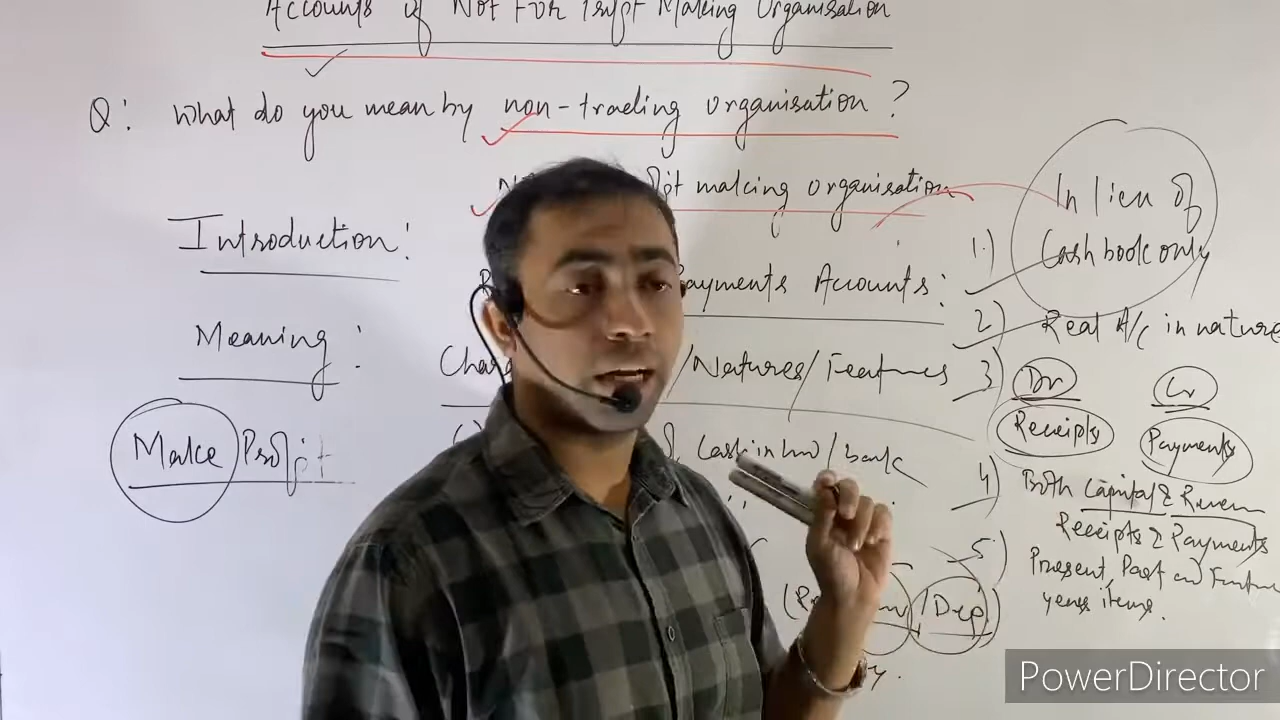 Accounts of Not For Profit Making Organisation
Q: What do you mean by non-trading organisation?
making organisation
Introduction:
Payments Accounts:
Meaning:
/Natures/Features
Make Profit
Cash in hand/bank
Dep
In lieu of
1.) Cash book only
2) Real A/c in nature
3) Dr Cr
Receipts Payments
4) Both Capital & Revenue
Receipts & Payments
5) Present, Past and Future
years items.
PowerDirector